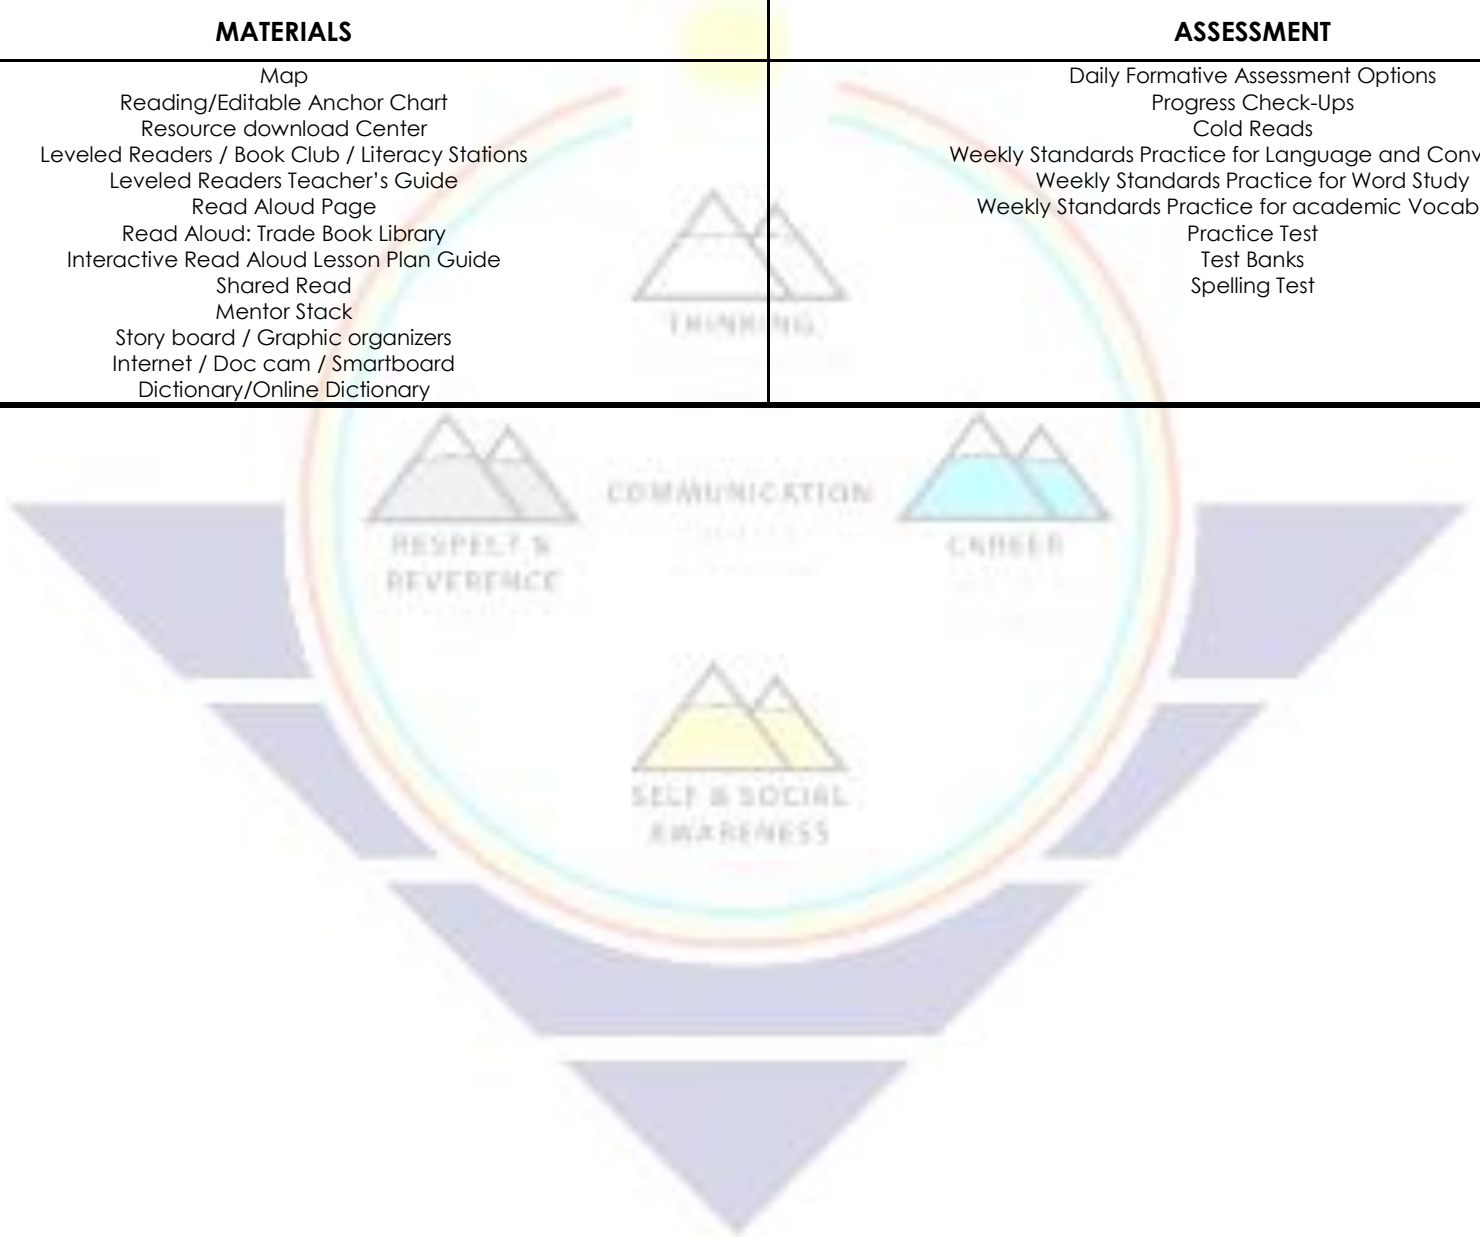 MATERIALS
Map
Reading/Editable Anchor Chart
Resource download Center
Leveled Readers / Book Club / Literacy Stations
Leveled Readers Teacher’s Guide
Read Aloud Page
Read Aloud: Trade Book Library
Interactive Read Aloud Lesson Plan Guide
Shared Read
Mentor Stack
Story board / Graphic organizers
Internet / Doc cam / Smartboard
Dictionary/Online Dictionary
ASSESSMENT
Daily Formative Assessment Options
Progress Check-Ups
Cold Reads
Weekly Standards Practice for Language and Conv
Weekly Standards Practice for Word Study
Weekly Standards Practice for academic Vocab
Practice Test
Test Banks
Spelling Test
THINKING
RESPECT &
REVERENCE
COMMUNICATION
CAREER
SELF & SOCIAL
AWARENESS